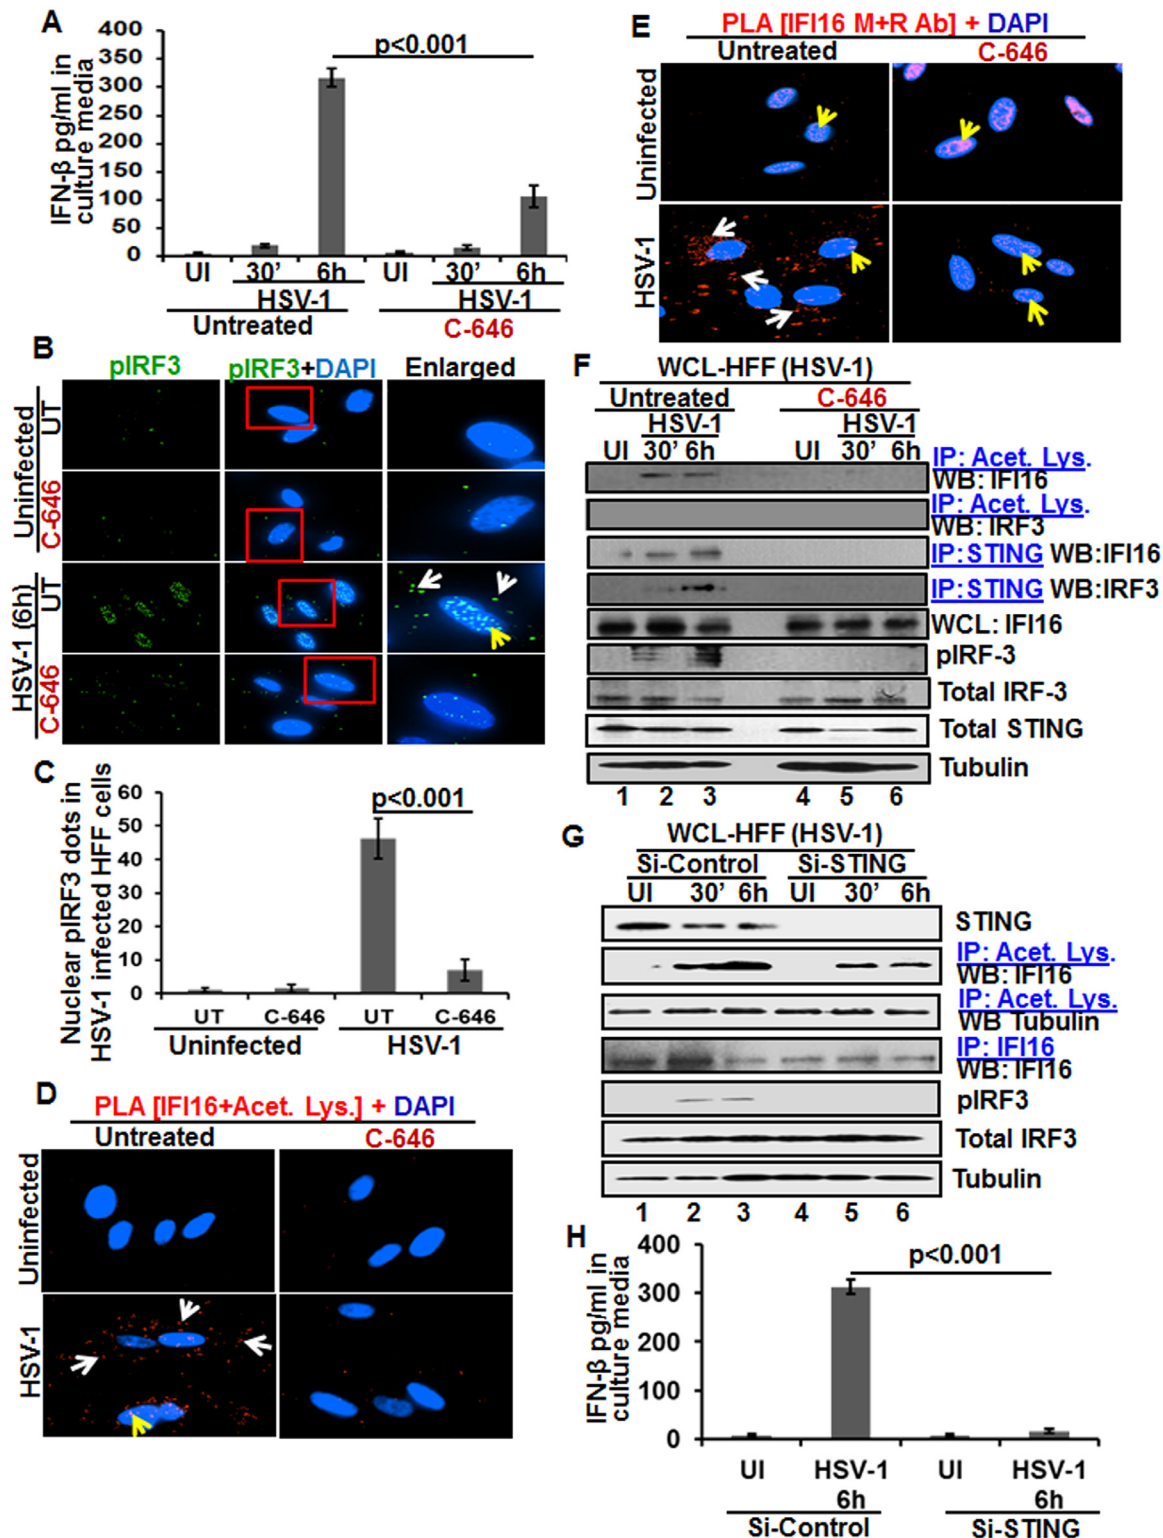 A
IFN-β pg/ml in
culture media
400
350
300
250
200
150
100
50
0
p<0.001
UI 30’ 6h UI 30’ 6h
HSV-1 HSV-1
Untreated C-646
B
pIRF3 pIRF3+DAPI Enlarged
Uninfected
UT
C-646
HSV-1 (6h)
UT
C-646
C
Nuclear pIRF3 dots in
HSV-1 infected HFF cells
60
50
40
30
20
10
0
p<0.001
UT C-646 UT C-646
Uninfected HSV-1
D
PLA [IFI16+Acet. Lys.] + DAPI
Untreated C-646
Uninfected
HSV-1
E
PLA [IFI16 M+R Ab] + DAPI
Untreated C-646
Uninfected
HSV-1
F
WCL-HFF (HSV-1)
Untreated C-646
HSV-1 HSV-1
UI 30’ 6h UI 30’ 6h
IP: Acet. Lys.
WB: IFI16
IP: Acet. Lys.
WB: IRF3
IP:STING WB:IFI16
IP:STING WB:IRF3
WCL: IFI16
pIRF-3
Total IRF-3
Total STING
Tubulin
1 2 3 4 5 6
G
WCL-HFF (HSV-1)
Si-Control Si-STING
UI 30’ 6h UI 30’ 6h
STING
IP: Acet. Lys.
WB: IFI16
IP: Acet. Lys.
WB Tubulin
IP: IFI16
WB: IFI16
pIRF3
Total IRF3
Tubulin
1 2 3 4 5 6
H
IFN-β pg/ml in
culture media
400
300
200
100
0
p<0.001
UI HSV-1 UI HSV-1
6h 6h
Si-Control Si-STING